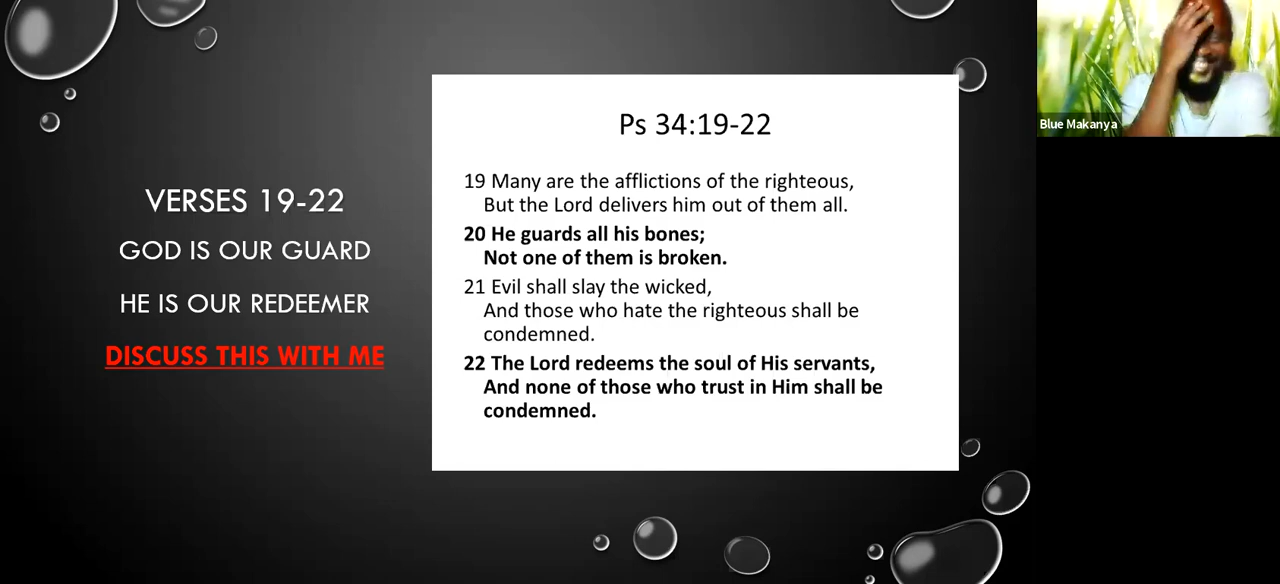 VERSES 19-22
GOD IS OUR GUARD
HE IS OUR REDEEMER
DISCUSS THIS WITH ME
Ps 34:19-22
19 Many are the afflictions of the righteous,
But the Lord delivers him out of them all.
20 He guards all his bones;
Not one of them is broken.
21 Evil shall slay the wicked,
And those who hate the righteous shall be
condemned.
22 The Lord redeems the soul of His servants,
And none of those who trust in Him shall be
condemned.
Blue Makanya